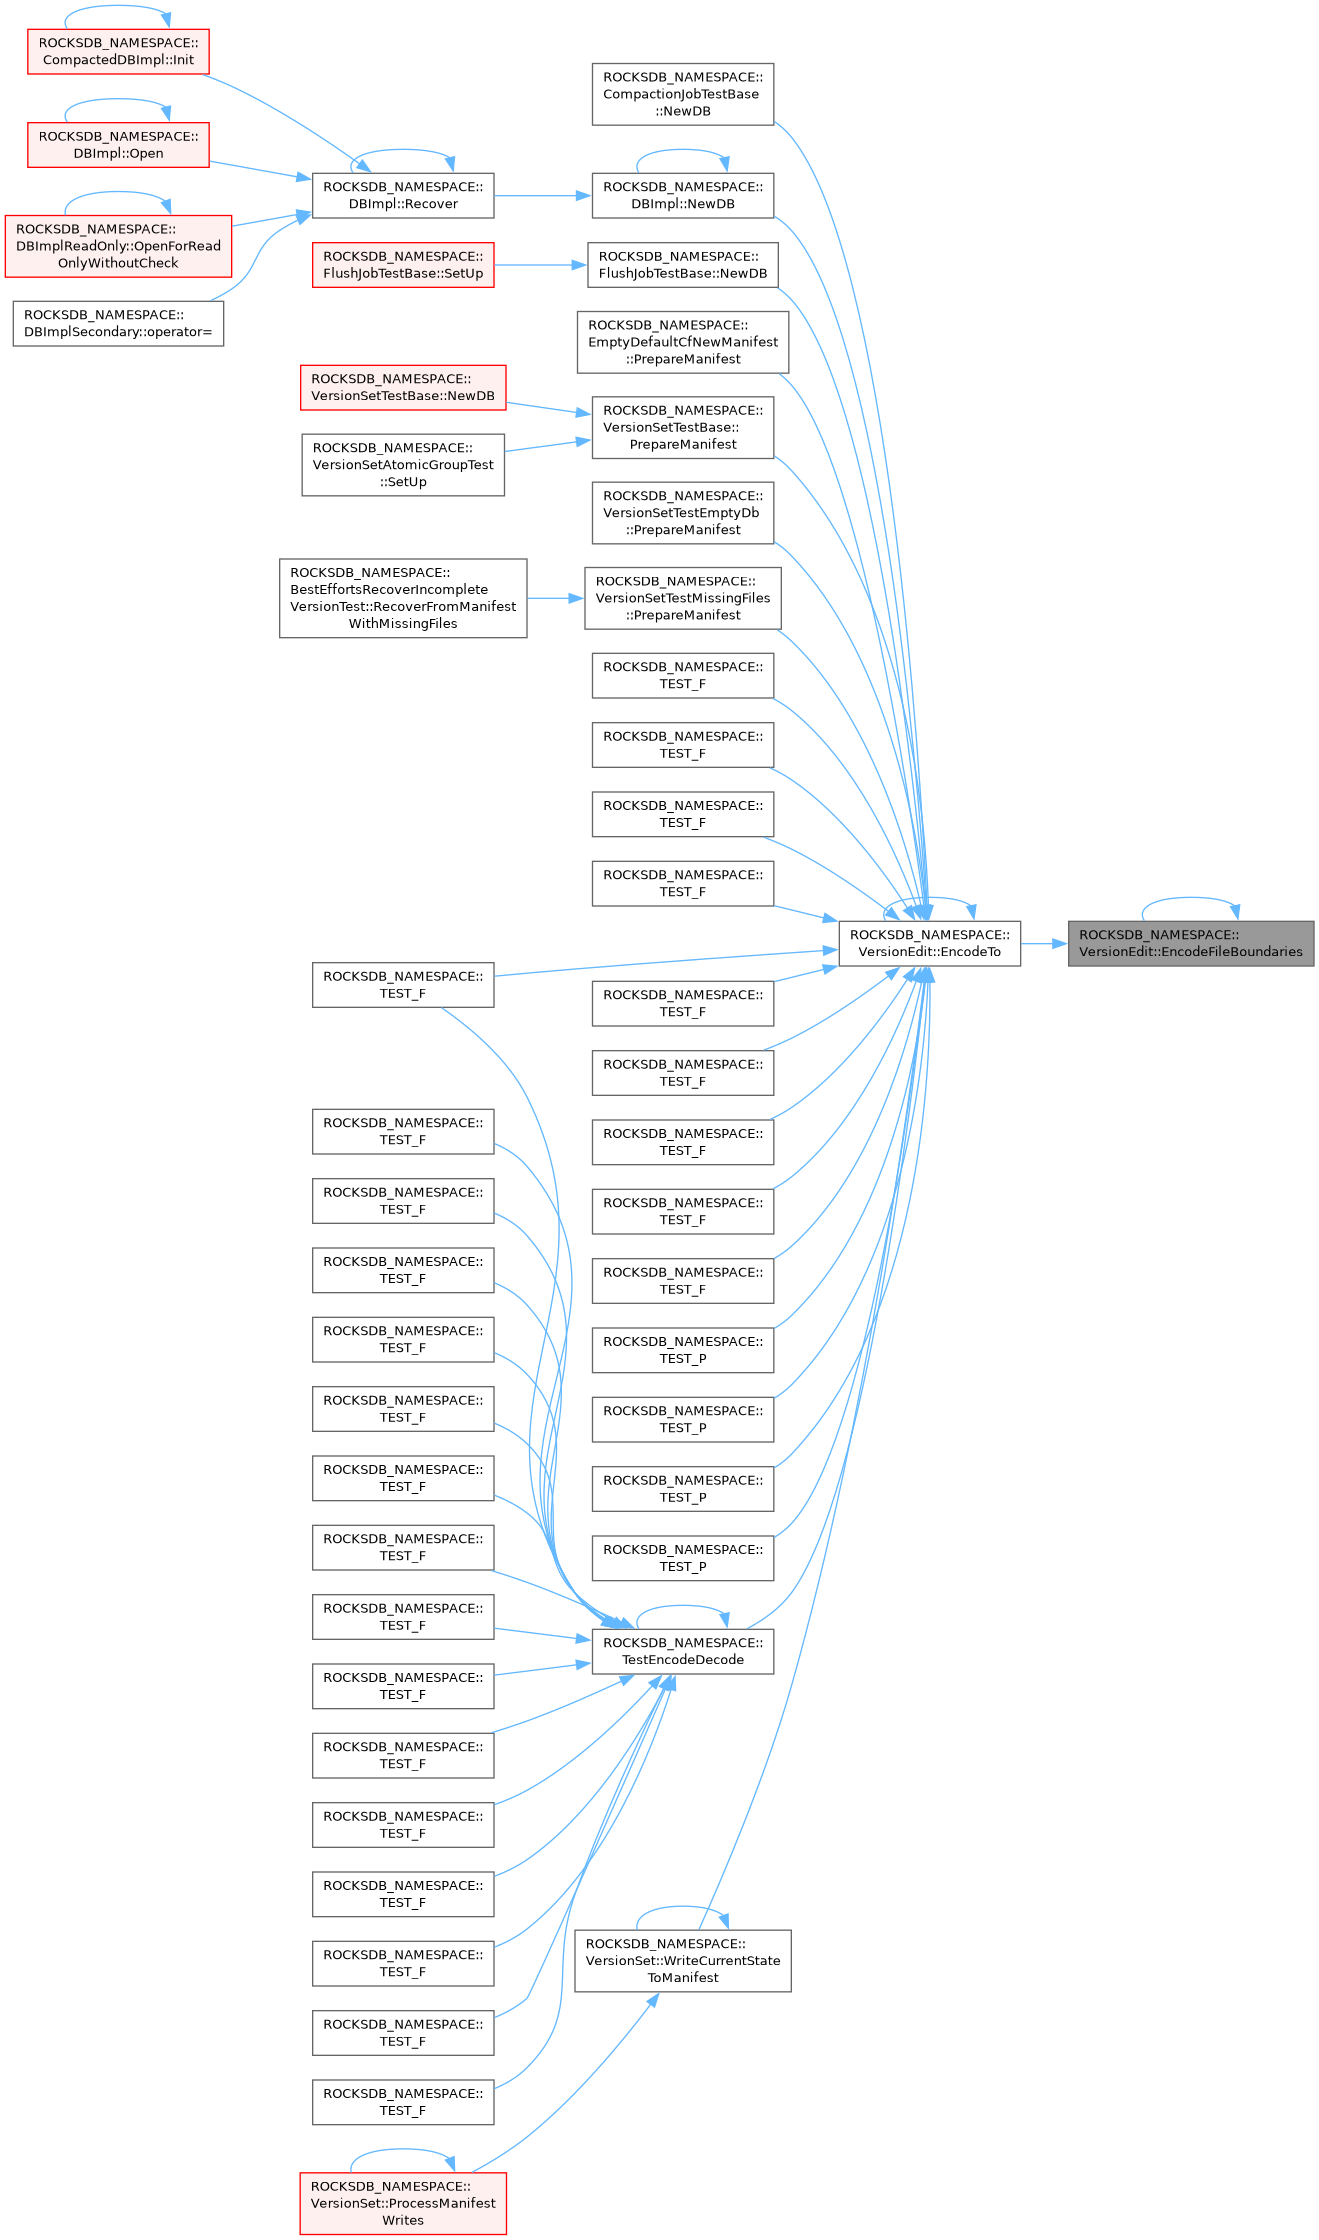 ROCKSDB_NAMESPACE::
CompactedDBImpl::Init
ROCKSDB_NAMESPACE::
DBImpl::Open
ROCKSDB_NAMESPACE::
DBImplReadOnly::OpenForRead
OnlyWithoutCheck
ROCKSDB_NAMESPACE::
DBImplSecondary::operator=
ROCKSDB_NAMESPACE::
DBImpl::Recover
ROCKSDB_NAMESPACE::
FlushJobTestBase::SetUp
ROCKSDB_NAMESPACE::
VersionSetTestBase::NewDB
ROCKSDB_NAMESPACE::
VersionSetAtomicGroupTest
::SetUp
ROCKSDB_NAMESPACE::
BestEffortsRecoverIncomplete
VersionTest::RecoverFromManifest
WithMissingFiles
ROCKSDB_NAMESPACE::
TEST_F
ROCKSDB_NAMESPACE::
TEST_F
ROCKSDB_NAMESPACE::
TEST_F
ROCKSDB_NAMESPACE::
TEST_F
ROCKSDB_NAMESPACE::
TEST_F
ROCKSDB_NAMESPACE::
TEST_F
ROCKSDB_NAMESPACE::
TEST_F
ROCKSDB_NAMESPACE::
TEST_F
ROCKSDB_NAMESPACE::
TEST_F
ROCKSDB_NAMESPACE::
TEST_F
ROCKSDB_NAMESPACE::
TEST_F
ROCKSDB_NAMESPACE::
TEST_F
ROCKSDB_NAMESPACE::
TEST_F
ROCKSDB_NAMESPACE::
TEST_F
ROCKSDB_NAMESPACE::
TEST_F
ROCKSDB_NAMESPACE::
TEST_F
ROCKSDB_NAMESPACE::
VersionSet::ProcessManifest
Writes
ROCKSDB_NAMESPACE::
CompactionJobTestBase
::NewDB
ROCKSDB_NAMESPACE::
DBImpl::NewDB
ROCKSDB_NAMESPACE::
FlushJobTestBase::NewDB
ROCKSDB_NAMESPACE::
EmptyDefaultCfNewManifest
::PrepareManifest
ROCKSDB_NAMESPACE::
VersionSetTestBase::
PrepareManifest
ROCKSDB_NAMESPACE::
VersionSetTestEmptyDb
::PrepareManifest
ROCKSDB_NAMESPACE::
VersionSetTestMissingFiles
::PrepareManifest
ROCKSDB_NAMESPACE::
TEST_F
ROCKSDB_NAMESPACE::
TEST_F
ROCKSDB_NAMESPACE::
TEST_F
ROCKSDB_NAMESPACE::
TEST_F
ROCKSDB_NAMESPACE::
TEST_F
ROCKSDB_NAMESPACE::
TEST_F
ROCKSDB_NAMESPACE::
TEST_F
ROCKSDB_NAMESPACE::
TEST_F
ROCKSDB_NAMESPACE::
TEST_F
ROCKSDB_NAMESPACE::
TEST_P
ROCKSDB_NAMESPACE::
TEST_P
ROCKSDB_NAMESPACE::
TEST_P
ROCKSDB_NAMESPACE::
TEST_P
ROCKSDB_NAMESPACE::
TestEncodeDecode
ROCKSDB_NAMESPACE::
VersionSet::WriteCurrentState
ToManifest
ROCKSDB_NAMESPACE::
VersionEdit::EncodeTo
ROCKSDB_NAMESPACE::
VersionEdit::EncodeFileBoundaries